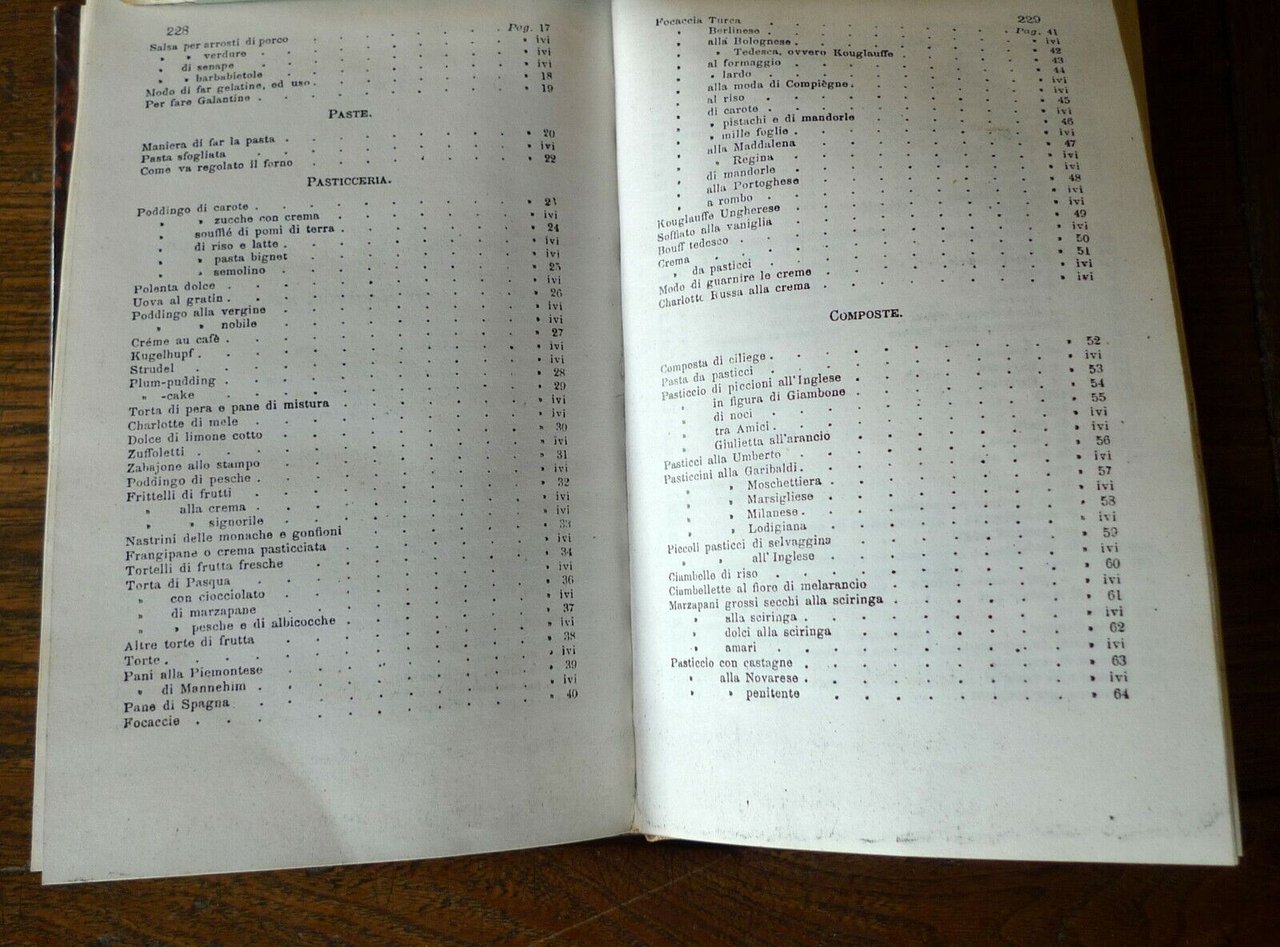 228
Salsa per arrosti di porco . . . . . Pag. 17
» » verdure . . . . . » ivi
» di senape . . . . . » ivi
» » barbabietole . . . . . » ivi
Modo di far gelatine, ed uso . . . . . » 18
Per fare Galantine . . . . . » 19
PASTE.
Maniera di far la pasta . . . . . » 20
Pasta sfogliata . . . . . » ivi
Come va regolato il forno . . . . . » 22
PASTICCERIA.
Poddingo di carote . . . . . » 23
» » zucche con crema . . . . . » ivi
» soufflé di pomi di terra . . . . . » 24
» di riso e latte . . . . . » ivi
» » pasta bignet . . . . . » ivi
» » semolino . . . . . » 25
Polenta dolce . . . . . » ivi
Uova al gratin . . . . . » 26
Poddingo alla vergine . . . . . » ivi
» » nobile . . . . . » ivi
Créme au cafè . . . . . » 27
Kugelhupf . . . . . » ivi
Strudel . . . . . » ivi
Plum-pudding . . . . . » 28
» -cake . . . . . » 29
Torta di pera e pane di mistura . . . . . » ivi
Charlotte di mele . . . . . » ivi
Dolce di limone cotto . . . . . » 30
Zuffoletti . . . . . » ivi
Zabajone allo stampo . . . . . » 31
Poddingo di pesche . . . . . » ivi
Frittelli di frutti . . . . . » 32
» alla crema . . . . . » ivi
» » signorile . . . . . » ivi
Nastrini delle monache e gonfioni . . . . . » 33
Frangipane o crema pasticciata . . . . . » ivi
Tortelli di frutta fresche . . . . . » 34
Torta di Pasqua . . . . . » ivi
» con ciocciolato . . . . . » 36
» di marzapane . . . . . » ivi
» » pesche e di albicocche . . . . . » 37
Altre torte di frutta . . . . . » ivi
Torte . . . . . » 38
Pani alla Piemontese . . . . . » ivi
» di Mannehim . . . . . » 39
Pane di Spagna . . . . . » ivi
Focaccie . . . . . » 40
229
Focaccia Turca . . . . . Pag. 41
» Berlinese . . . . . » ivi
» alla Bolognese . . . . . » ivi
» » Tedesca, ovvero Kouglauffe . . . . . » 42
» al formaggio . . . . . » 43
» » lardo . . . . . » 44
» alla moda di Compiègne . . . . . » ivi
» al riso . . . . . » ivi
» di carote . . . . . » 45
» » pistachi e di mandorle . . . . . » ivi
» » mille foglie . . . . . » 46
» alla Maddalena . . . . . » ivi
» » Regina . . . . . » 47
» di mandorle . . . . . » ivi
» alla Portoghese . . . . . » ivi
» a rombo . . . . . » 48
Kouglauffe Ungherese . . . . . » ivi
Soffiato alla vaniglia . . . . . » ivi
Bouff tedesco . . . . . » 49
Crema . . . . . » ivi
» da pasticci . . . . . » 50
Modo di guarnire le creme . . . . . » 51
Charlotte Russa alla crema . . . . . » ivi
» ivi
COMPOSTE.
Composta di ciliege . . . . . » 52
Pasta da pasticci . . . . . » ivi
Pasticcio di piccioni all'Inglese . . . . . » 53
» in figura di Giambone . . . . . » 54
» di noci . . . . . » 55
» tra Amici . . . . . » ivi
» Giulietta all'arancio . . . . . » ivi
Pasticci alla Umberto . . . . . » 56
Pasticcini alla Garibaldi . . . . . » ivi
» » Moschettiera . . . . . » 57
» » Marsigliese . . . . . » ivi
» » Milanese . . . . . » 58
» » Lodigiana . . . . . » ivi
Piccoli pasticci di selvaggina . . . . . » 59
» » all'Inglese . . . . . » ivi
Ciambelle di riso . . . . . » 60
Ciambellette al fiore di melarancio . . . . . » ivi
Marzapani grossi secchi alla sciringa . . . . . » 61
» alla sciringa . . . . . » ivi
» dolci alla sciringa . . . . . » 62
» amari . . . . . » ivi
Pasticcio con castagne . . . . . » 63
» alla Novarese . . . . . » ivi
» » penitente . . . . . » 64